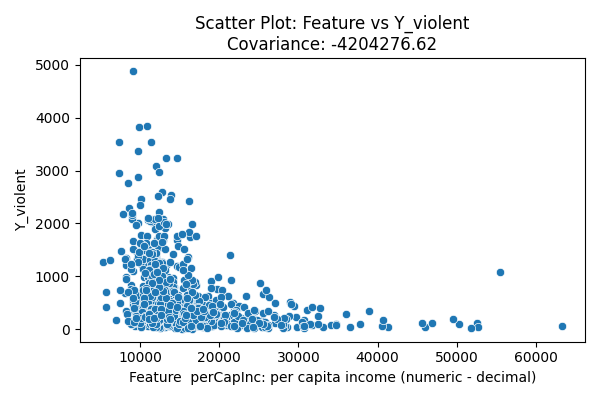 Scatter Plot: Feature vs Y_violent
Covariance: -4204276.62
5000
4000
3000
2000
1000
0
Y_violent
10000 20000 30000 40000 50000 60000
Feature  perCapInc: per capita income (numeric - decimal)